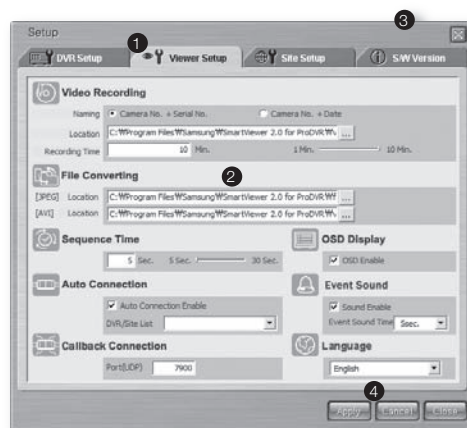 Setup
3
1
DVR Setup
Viewer Setup
Site Setup
S/W Version
Video Recording
Naming Camera No. + Serial No. Camera No. + Date
Location C:₩Program Files₩Samsung₩SmartViewer 2.0 for ProDVR₩ ...
Recording Time 10 Min. 1 Min. 10 Min.
File Converting
2
[JPEG] Location C:₩Program Files₩Samsung₩SmartViewer 2.0 for ProDVR₩f ...
[AVI] Location C:₩Program Files₩Samsung₩SmartViewer 2.0 for ProDVR₩ ...
Sequence Time
5 Sec. 5 Sec. 30 Sec.
OSD Display
OSD Enable
Auto Connection
Auto Connection Enable
DVR/Site List
Event Sound
Sound Enable
Event Sound Time 5sec.
Callback Connection
Port(UDP) 7900
Language
English
4
Apply Cancel Close